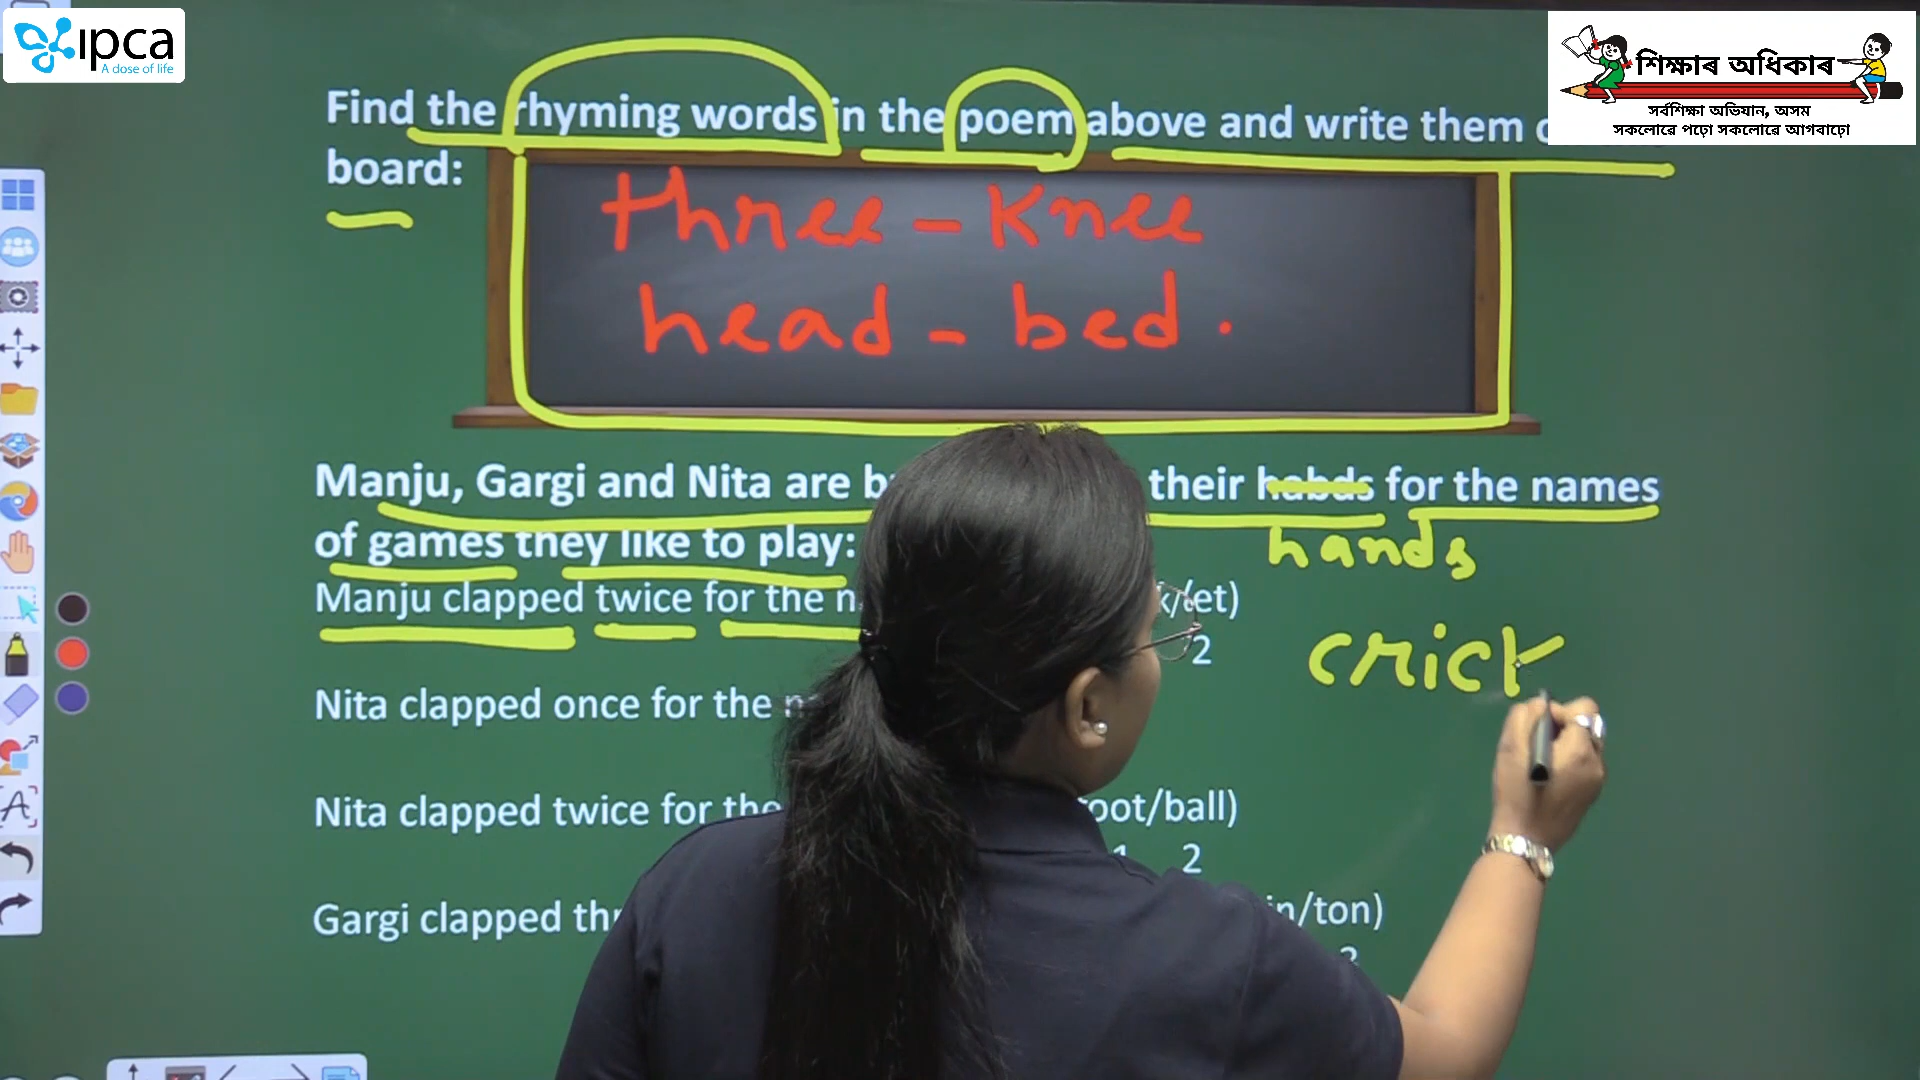 ipca
A dose of life
শিক্ষাৰ অধিকাৰ
সৰ্বশিক্ষা অভিযান, অসম
সকলোৱে পঢ়ো সকলোৱে আগবাঢ়ো
Find the rhyming words in the poem above and write them
board:
three - Knee
head - bed.
Manju, Gargi and Nita are their habds for the names
hands
of games they like to play:
Manju clapped twice for the k/et)
2
crick
Nita clapped once for the
Nita clapped twice for the foot/ball)
1 2
Gargi clapped in/ton)